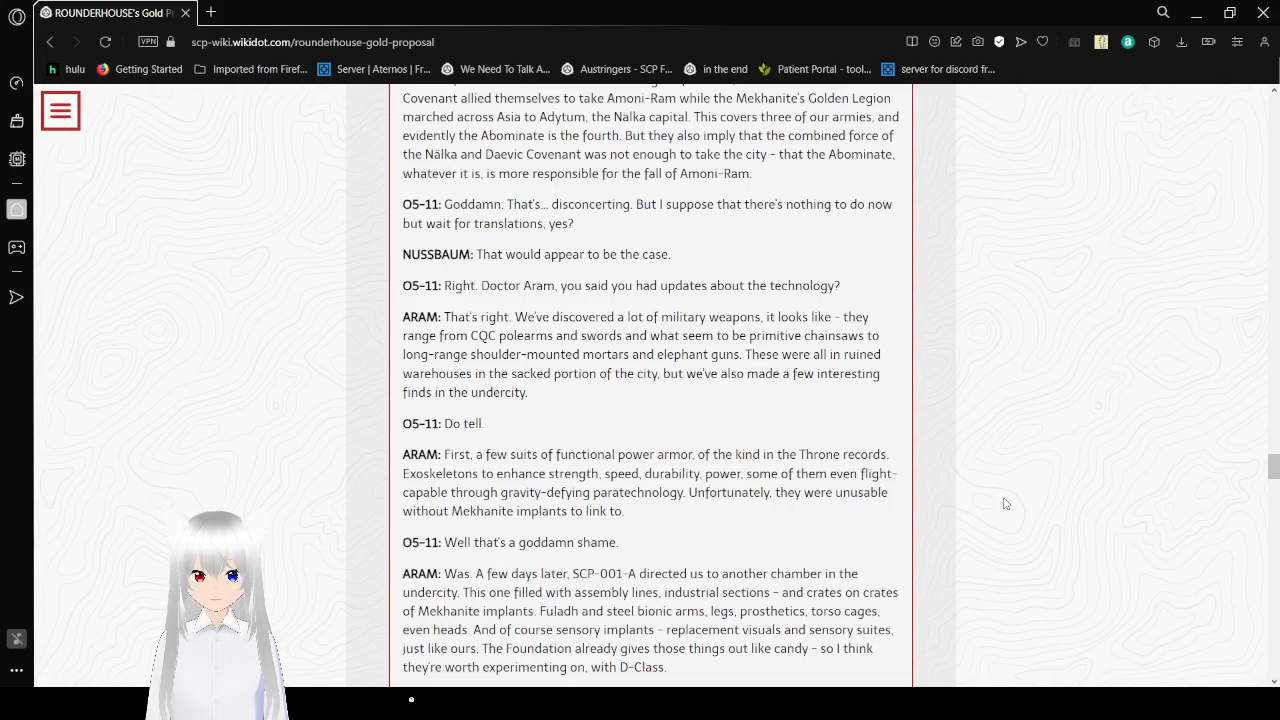 ROUNDERHOUSE's Gold P
VPN
scp-wiki.wikidot.com/rounderhouse-gold-proposal
hulu
Getting Started
Imported from Firef...
Server | Aternos | Fr...
We Need To Talk A...
Austringers - SCP F...
in the end
Patient Portal - tool...
server for discord fr...
Covenant allied themselves to take Amoni-Ram while the Mekhanite's Golden Legion
marched across Asia to Adytum, the Nälka capital. This covers three of our armies, and
evidently the Abominate is the fourth. But they also imply that the combined force of
the Nälka and Daevic Covenant was not enough to take the city - that the Abominate,
whatever it is, is more responsible for the fall of Amoni-Ram.
O5-11: Goddamn. That's... disconcerting. But I suppose that there's nothing to do now
but wait for translations, yes?
NUSSBAUM: That would appear to be the case.
O5-11: Right. Doctor Aram, you said you had updates about the technology?
ARAM: That's right. We've discovered a lot of military weapons, it looks like - they
range from CQC polearms and swords and what seem to be primitive chainsaws to
long-range shoulder-mounted mortars and elephant guns. These were all in ruined
warehouses in the sacked portion of the city, but we've also made a few interesting
finds in the undercity.
O5-11: Do tell.
ARAM: First, a few suits of functional power armor, of the kind in the Throne records.
Exoskeletons to enhance strength, speed, durability, power, some of them even flight-
capable through gravity-defying paratechnology. Unfortunately, they were unusable
without Mekhanite implants to link to.
O5-11: Well that's a goddamn shame.
ARAM: Was. A few days later, SCP-001-A directed us to another chamber in the
undercity. This one filled with assembly lines, industrial sections - and crates on crates
of Mekhanite implants. Fuladh and steel bionic arms, legs, prosthetics, torso cages,
even heads. And of course sensory implants - replacement visuals and sensory suites,
just like ours. The Foundation already gives those things out like candy - so I think
they're worth experimenting on, with D-Class.